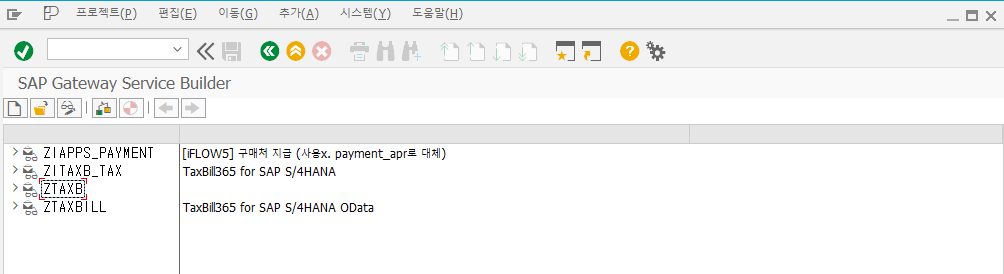 프로젝트(P) 편집(E) 이동(G) 추가(A) 시스템(Y) 도움말(H)
SAP Gateway Service Builder
ZIAPPS_PAYMENT [iFLOW5] 구매처 지급 (사용x. payment_apr로 대체)
ZITAXB_TAX TaxBill365 for SAP S/4HANA
ZTAXB
ZTAXBILL TaxBill365 for SAP S/4HANA OData